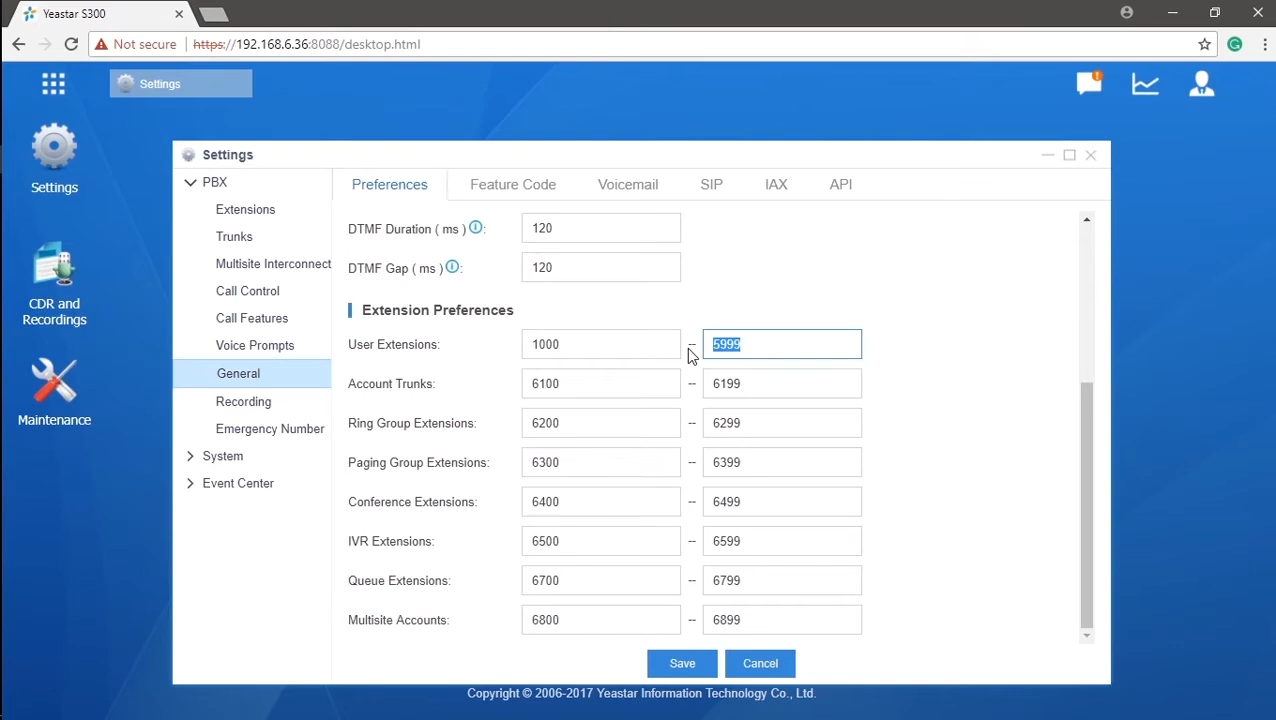 Yeastar S300
Not secure https://192.168.6.36:8088/desktop.html
Settings
Settings
CDR and
Recordings
Maintenance
Settings
PBX
Extensions
Trunks
Multisite Interconnect
Call Control
Call Features
Voice Prompts
General
Recording
Emergency Number
System
Event Center
Preferences Feature Code Voicemail SIP IAX API
DTMF Duration ( ms ) : 120
DTMF Gap ( ms ) : 120
Extension Preferences
User Extensions: 1000 -- 5999
Account Trunks: 6100 -- 6199
Ring Group Extensions: 6200 -- 6299
Paging Group Extensions: 6300 -- 6399
Conference Extensions: 6400 -- 6499
IVR Extensions: 6500 -- 6599
Queue Extensions: 6700 -- 6799
Multisite Accounts: 6800 -- 6899
Save Cancel
Copyright © 2006-2017 Yeastar Information Technology Co., Ltd.